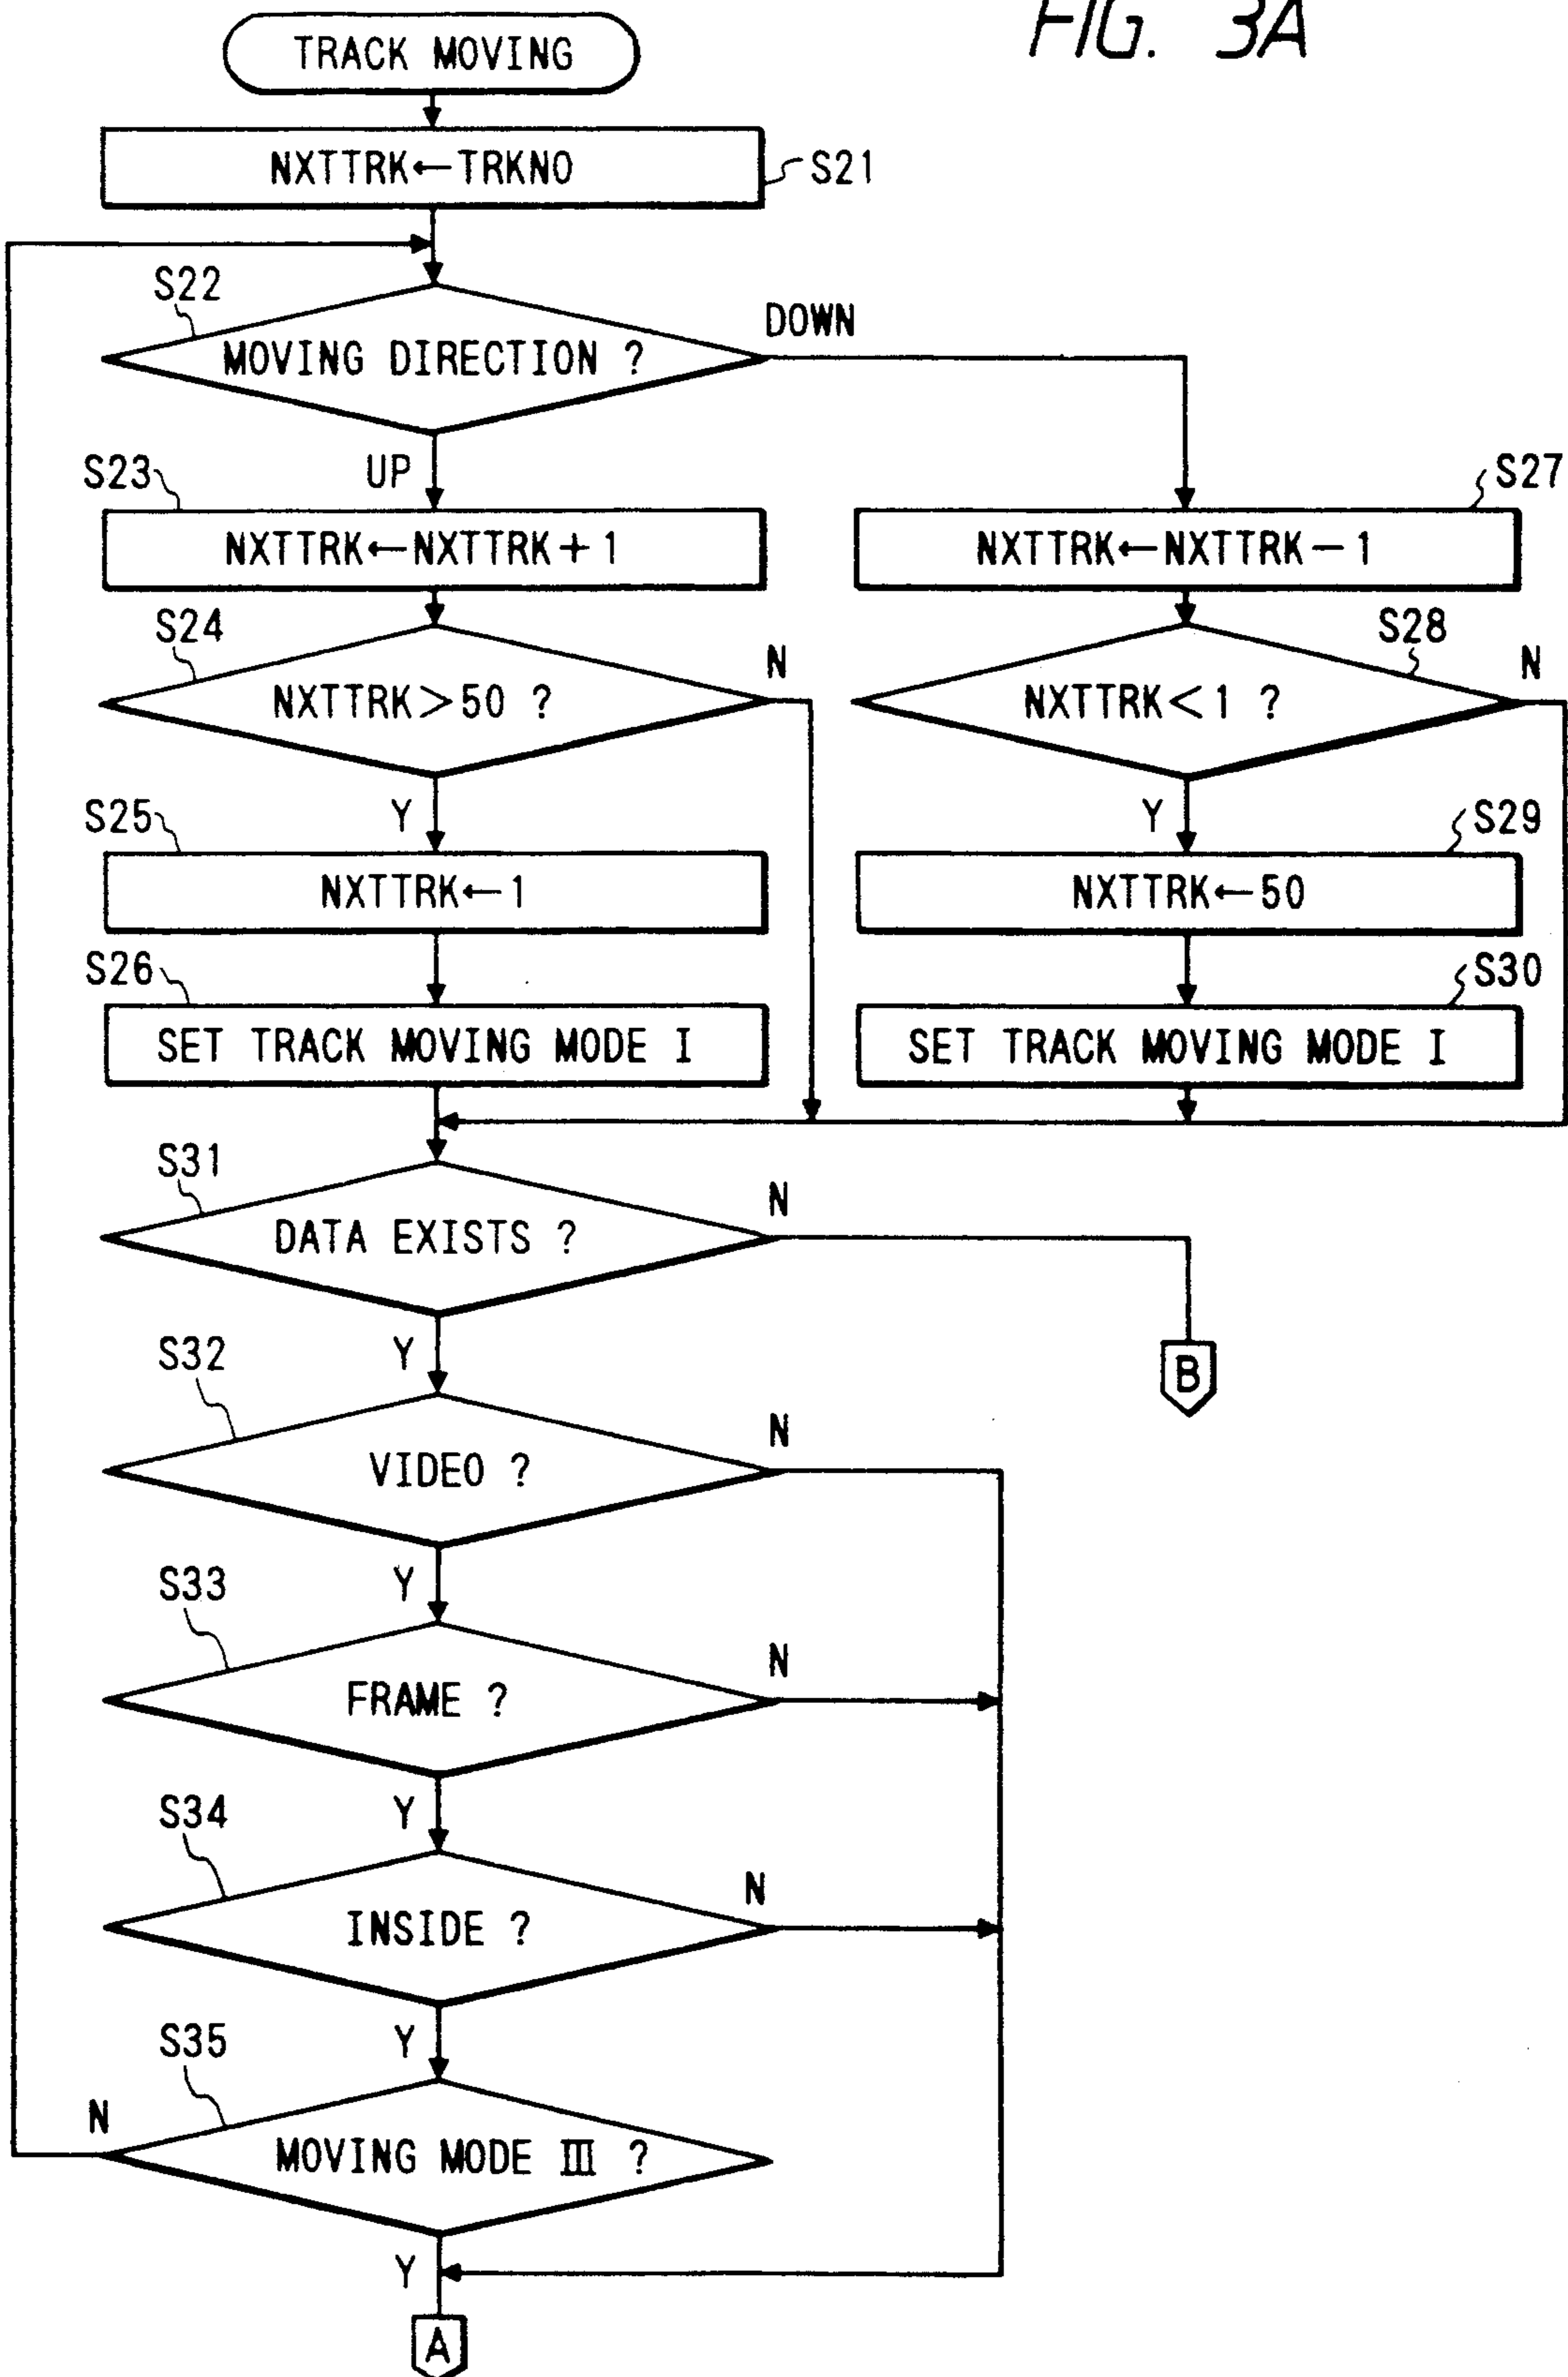 FIG. 3A
TRACK MOVING
NXTTRK←TRKNO
S21
S22
MOVING DIRECTION ?
DOWN
UP
S23
NXTTRK←NXTTRK+1
S27
NXTTRK←NXTTRK−1
S24
NXTTRK>50 ?
N
S28
NXTTRK<1 ?
N
Y
Y
S25
NXTTRK←1
S29
NXTTRK←50
S26
SET TRACK MOVING MODE I
S30
SET TRACK MOVING MODE I
S31
DATA EXISTS ?
N
B
Y
S32
VIDEO ?
N
Y
S33
FRAME ?
N
Y
S34
INSIDE ?
N
Y
S35
MOVING MODE III ?
N
Y
A